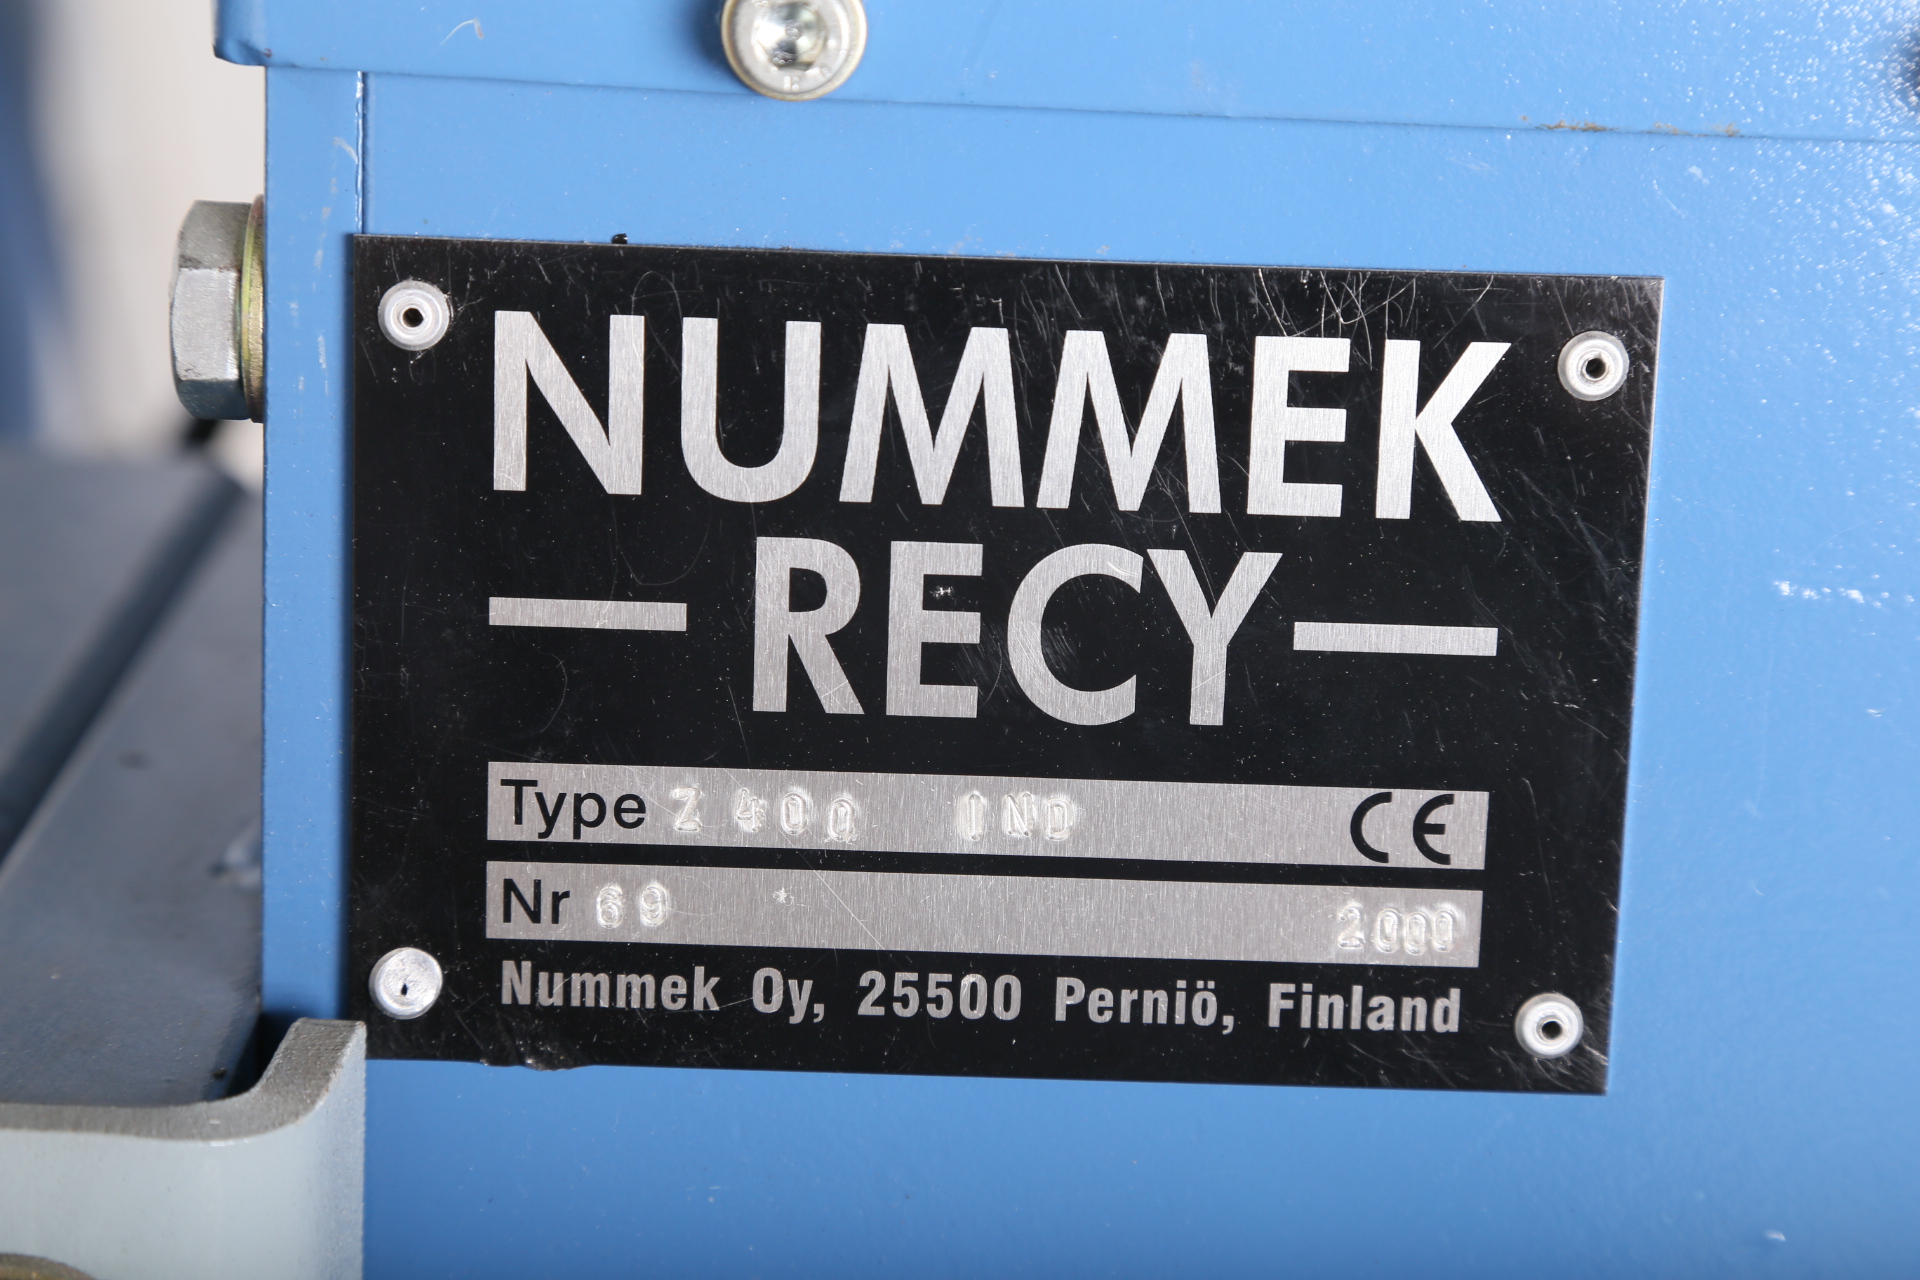 NUMMEK
— RECY —
Type Z 400 IND CE
Nr 69 2000
Nummek Oy, 25500 Perniö, Finland